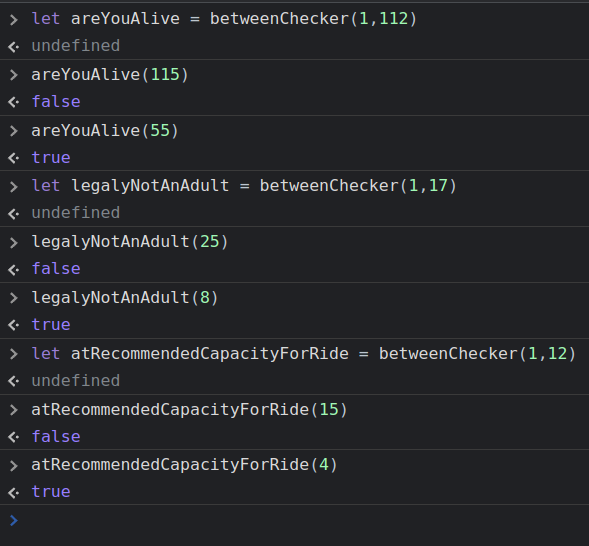 let areYouAlive = betweenChecker(1,112)
undefined
areYouAlive(115)
false
areYouAlive(55)
true
let legalyNotAnAdult = betweenChecker(1,17)
undefined
legalyNotAnAdult(25)
false
legalyNotAnAdult(8)
true
let atRecommendedCapacityForRide = betweenChecker(1,12)
undefined
atRecommendedCapacityForRide(15)
false
atRecommendedCapacityForRide(4)
true